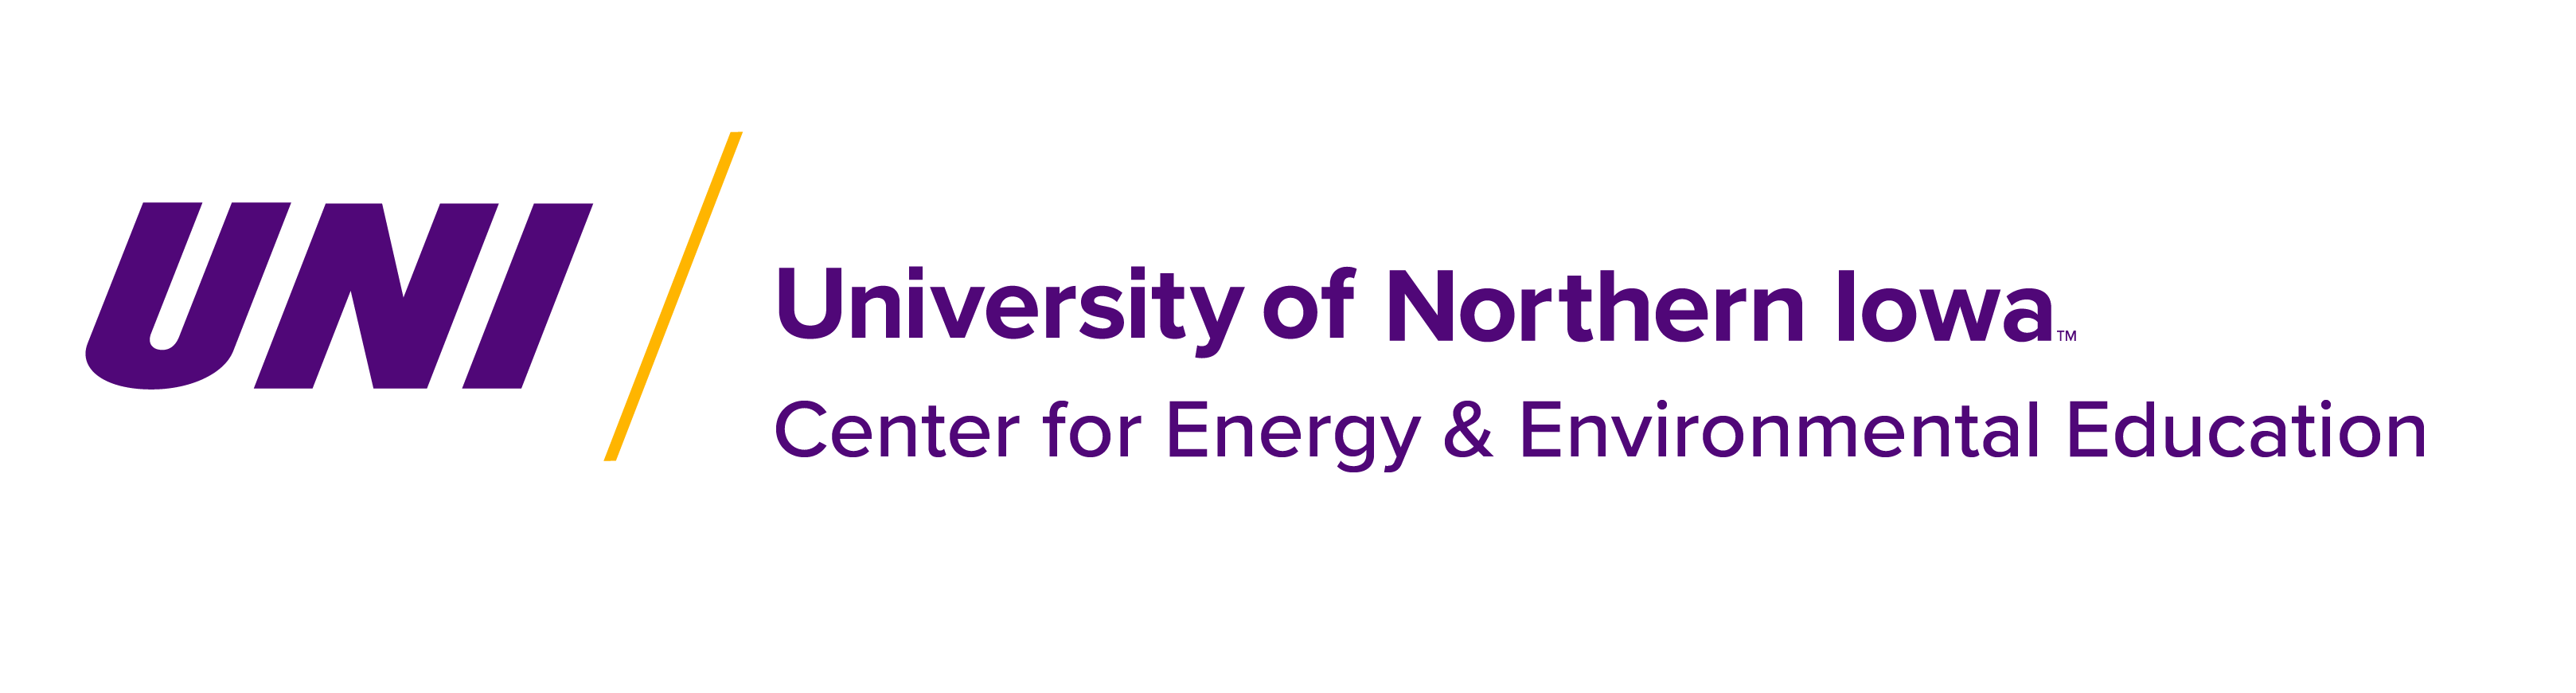 UNI
University of Northern Iowa™
Center for Energy & Environmental Education